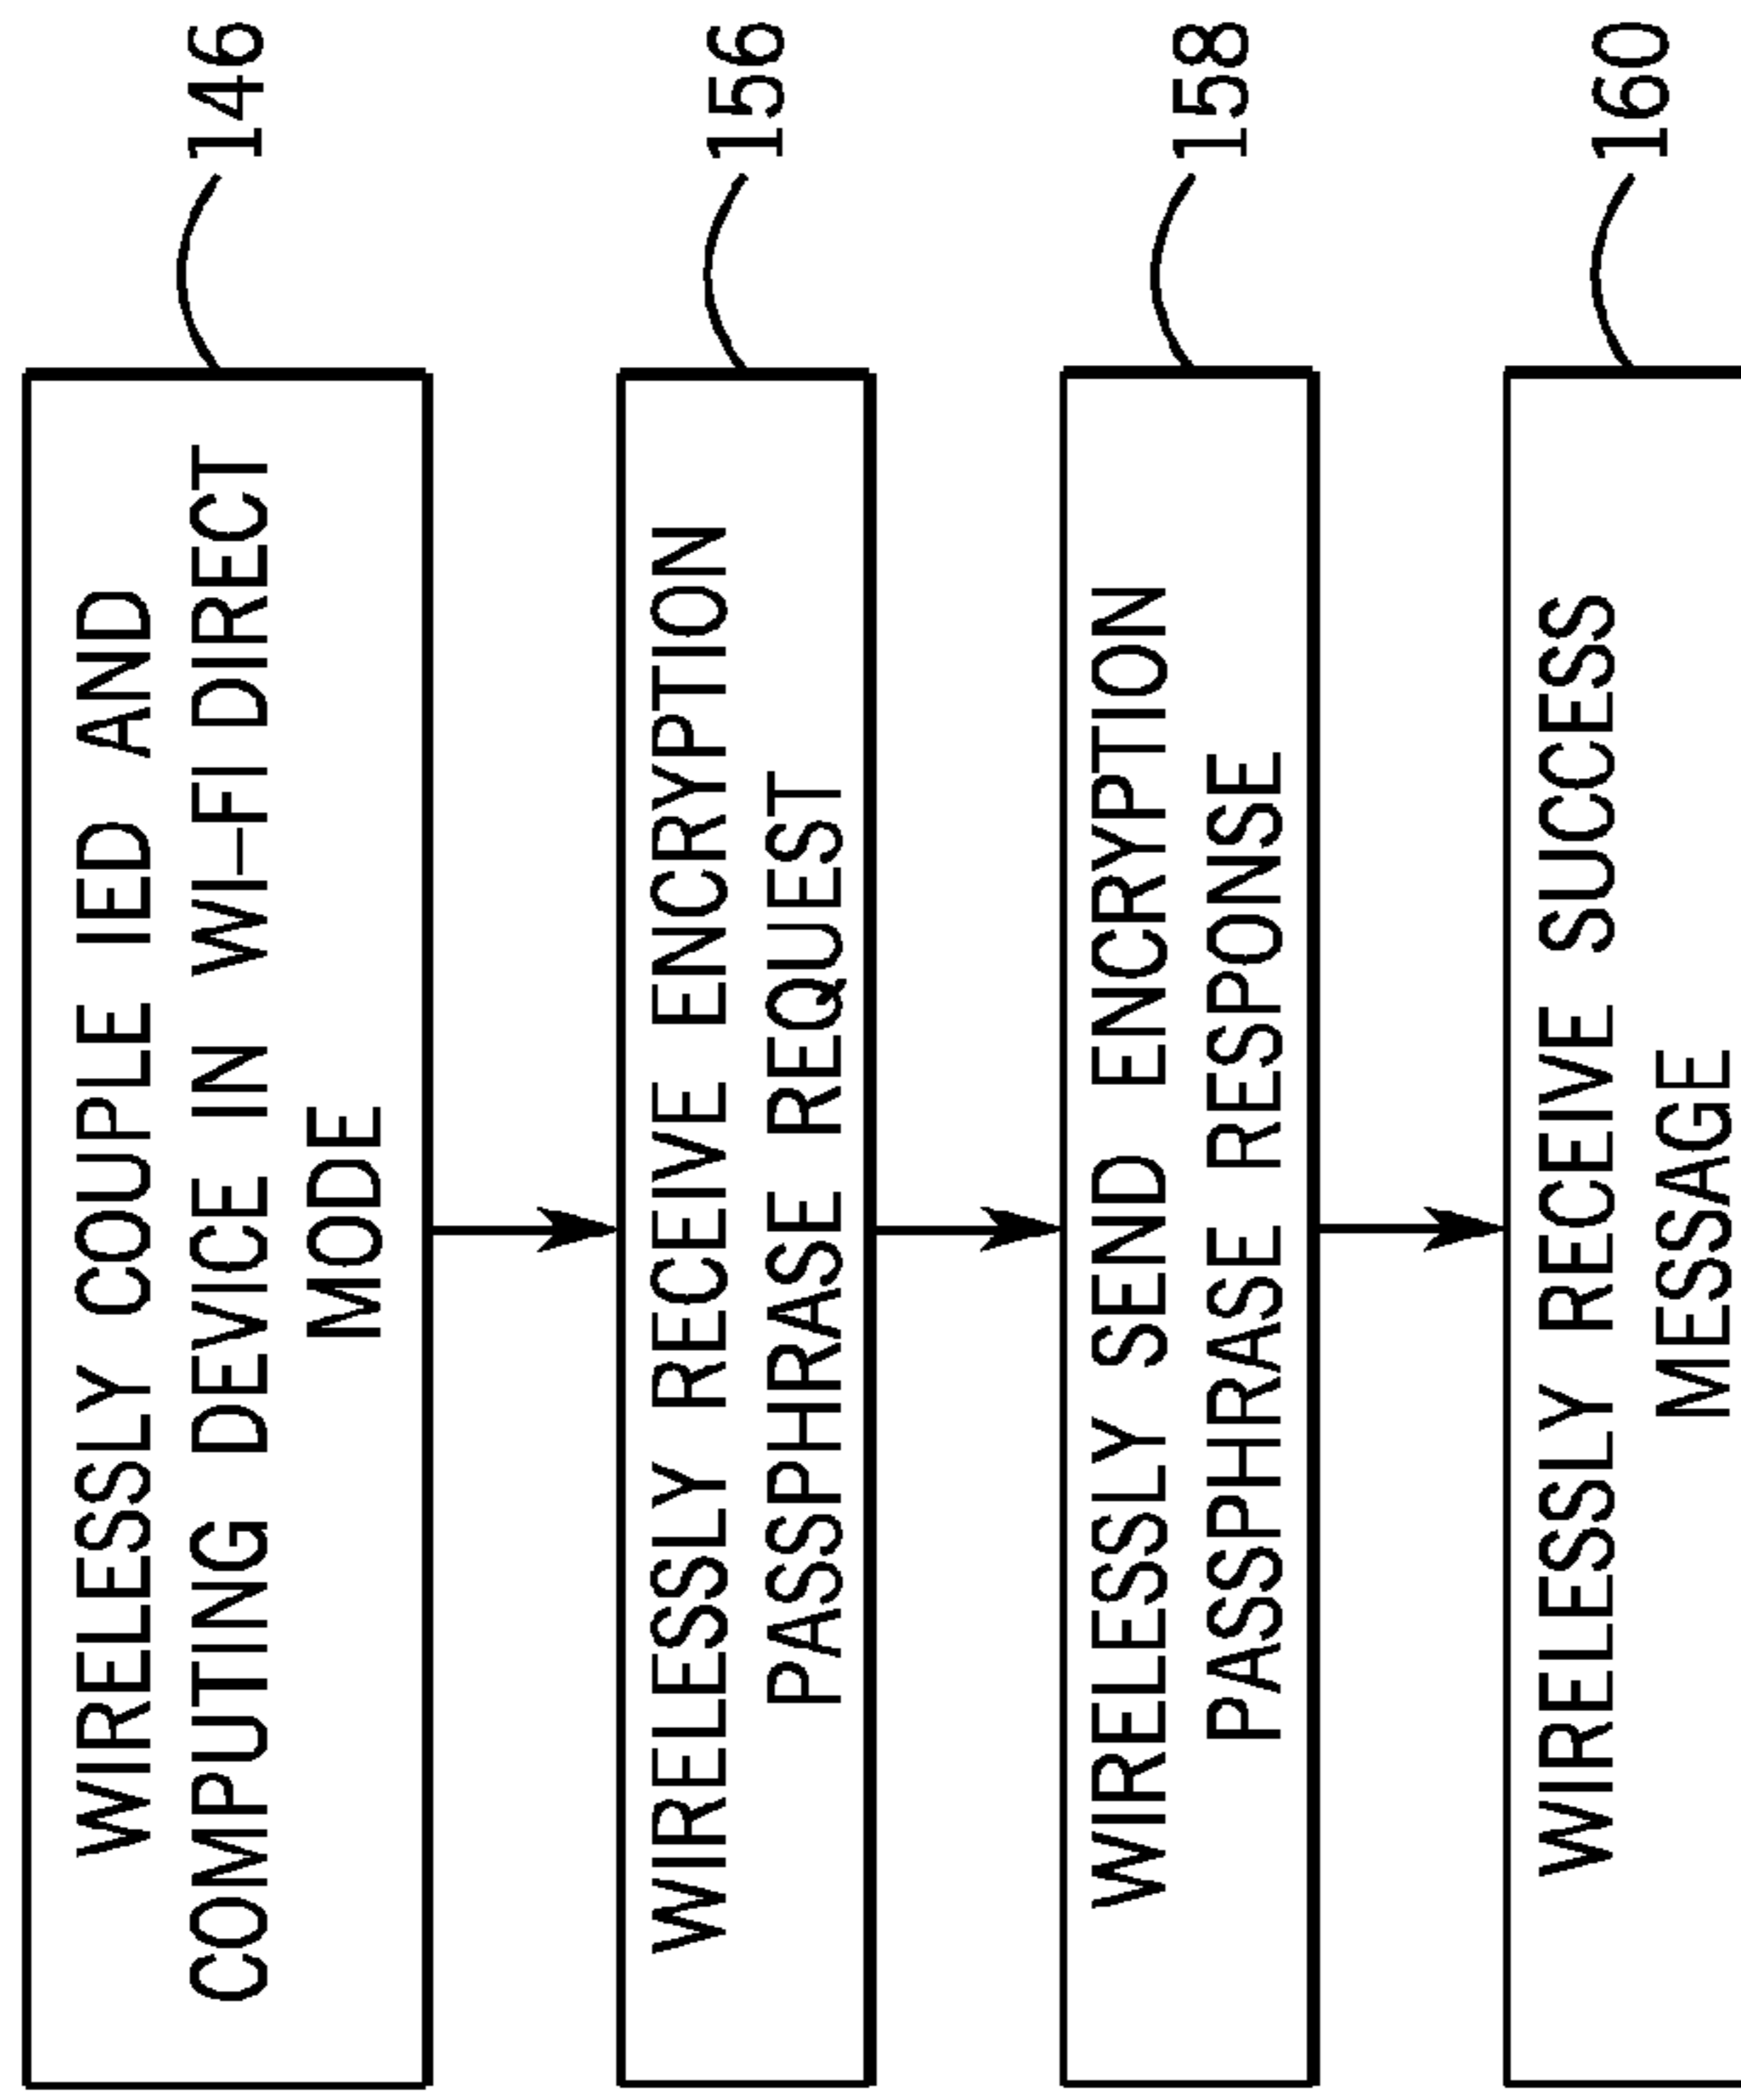 WIRELESSLY COUPLE IED AND
COMPUTING DEVICE IN WI-FI DIRECT
MODE
146
WIRELESSLY RECEIVE ENCRYPTION
PASSPHRASE REQUEST
156
WIRELESSLY SEND ENCRYPTION
PASSPHRASE RESPONSE
158
WIRELESSLY RECEIVE SUCCESS
MESSAGE
160